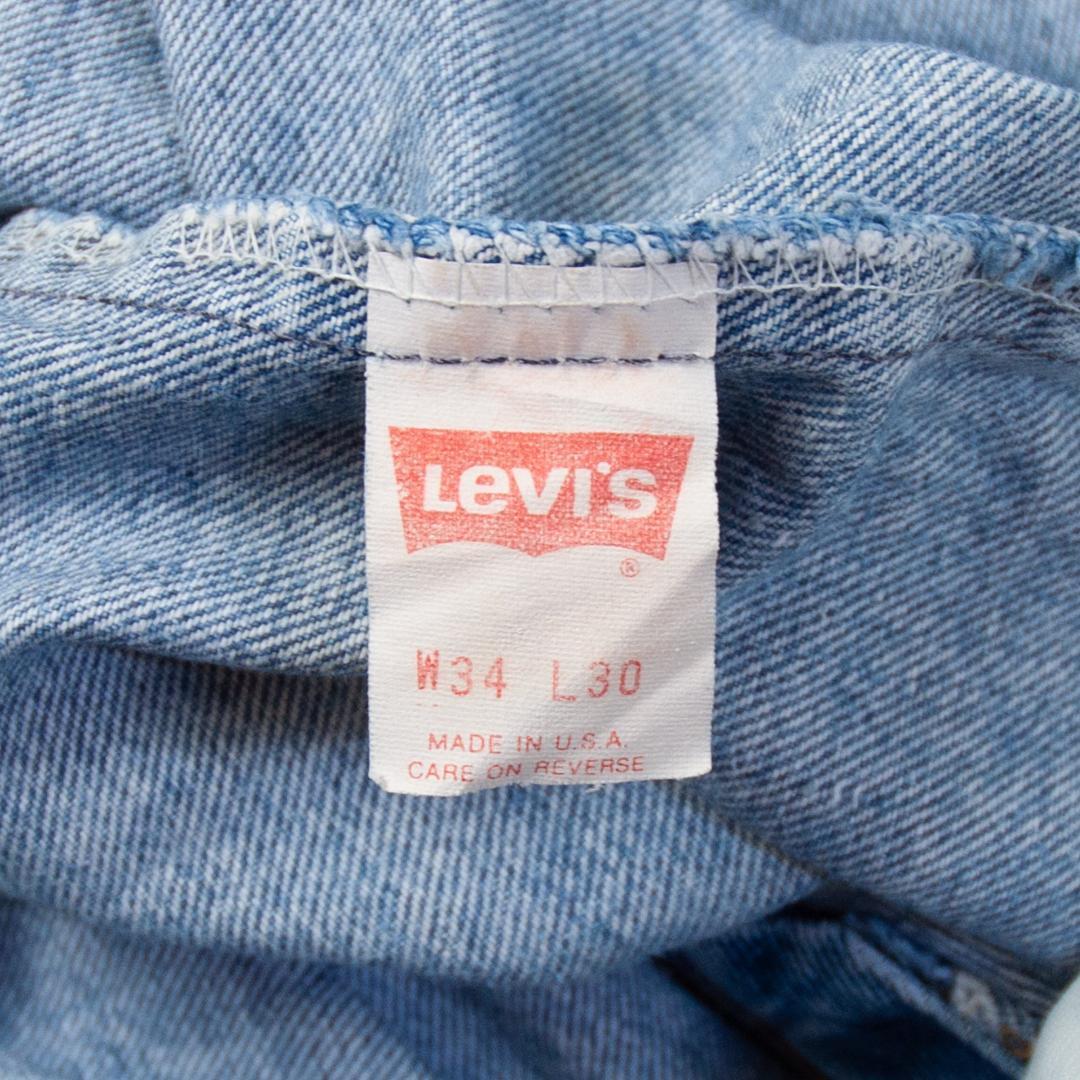 Levi's
®
W34 L30
MADE IN U.S.A.
CARE ON REVERSE